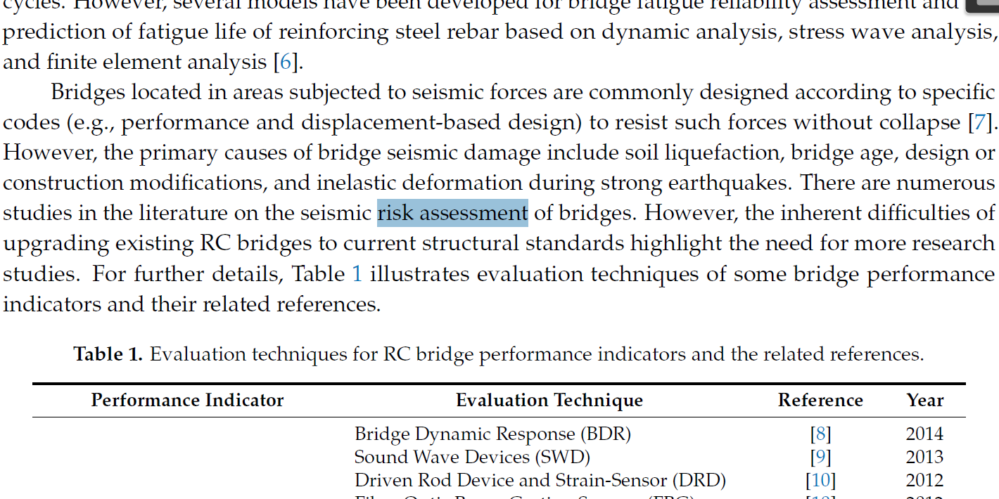 cycles. However, several models have been developed for bridge fatigue reliability assessment and
prediction of fatigue life of reinforcing steel rebar based on dynamic analysis, stress wave analysis,
and finite element analysis [6].
Bridges located in areas subjected to seismic forces are commonly designed according to specific
codes (e.g., performance and displacement-based design) to resist such forces without collapse [7].
However, the primary causes of bridge seismic damage include soil liquefaction, bridge age, design or
construction modifications, and inelastic deformation during strong earthquakes. There are numerous
studies in the literature on the seismic risk assessment of bridges. However, the inherent difficulties of
upgrading existing RC bridges to current structural standards highlight the need for more research
studies. For further details, Table 1 illustrates evaluation techniques of some bridge performance
indicators and their related references.
Table 1. Evaluation techniques for RC bridge performance indicators and the related references.
Performance Indicator Evaluation Technique Reference Year
Bridge Dynamic Response (BDR) [8] 2014
Sound Wave Devices (SWD) [9] 2013
Driven Rod Device and Strain-Sensor (DRD) [10] 2012